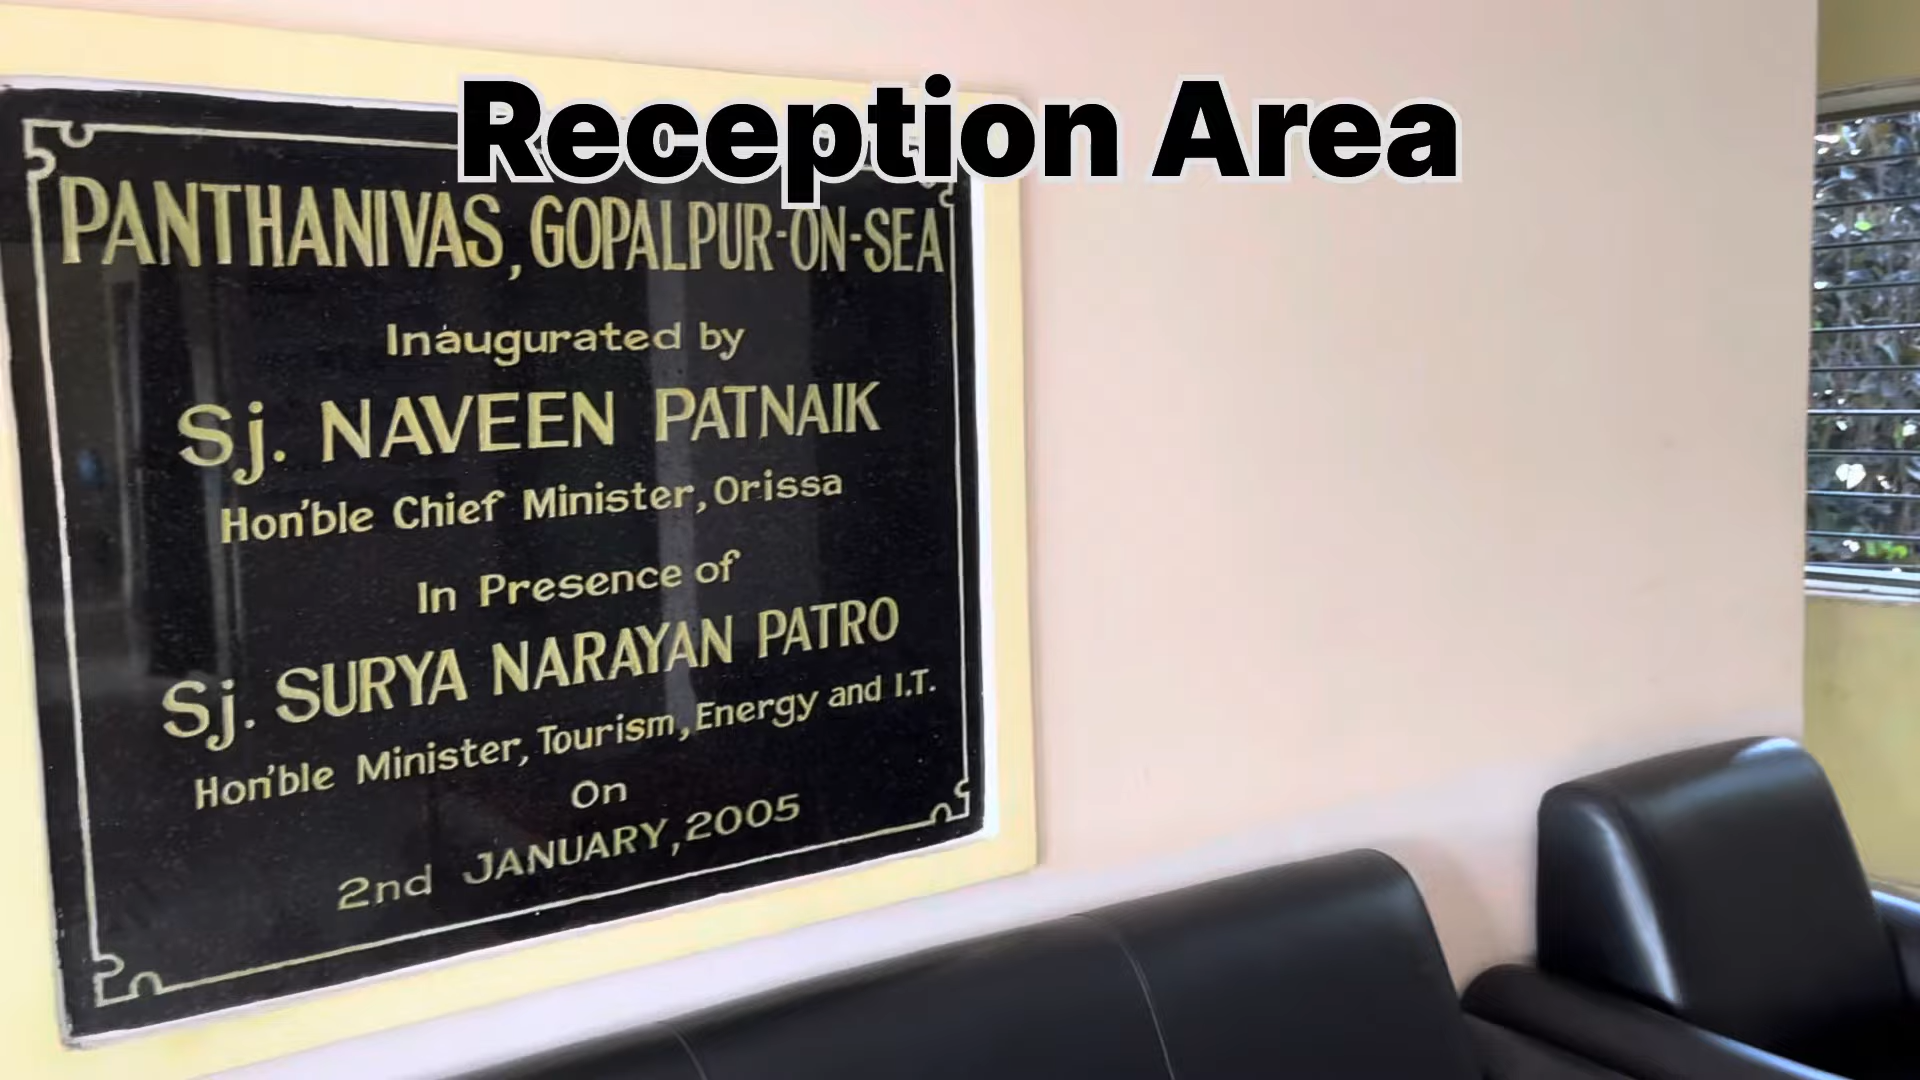 Reception Area
PANTHANIVAS, GOPALPUR-ON-SEA
Inaugurated by
Sj. NAVEEN PATNAIK
Hon'ble Chief Minister, Orissa
In Presence of
Sj. SURYA NARAYAN PATRO
Hon'ble Minister, Tourism, Energy and I.T.
On
2nd JANUARY, 2005